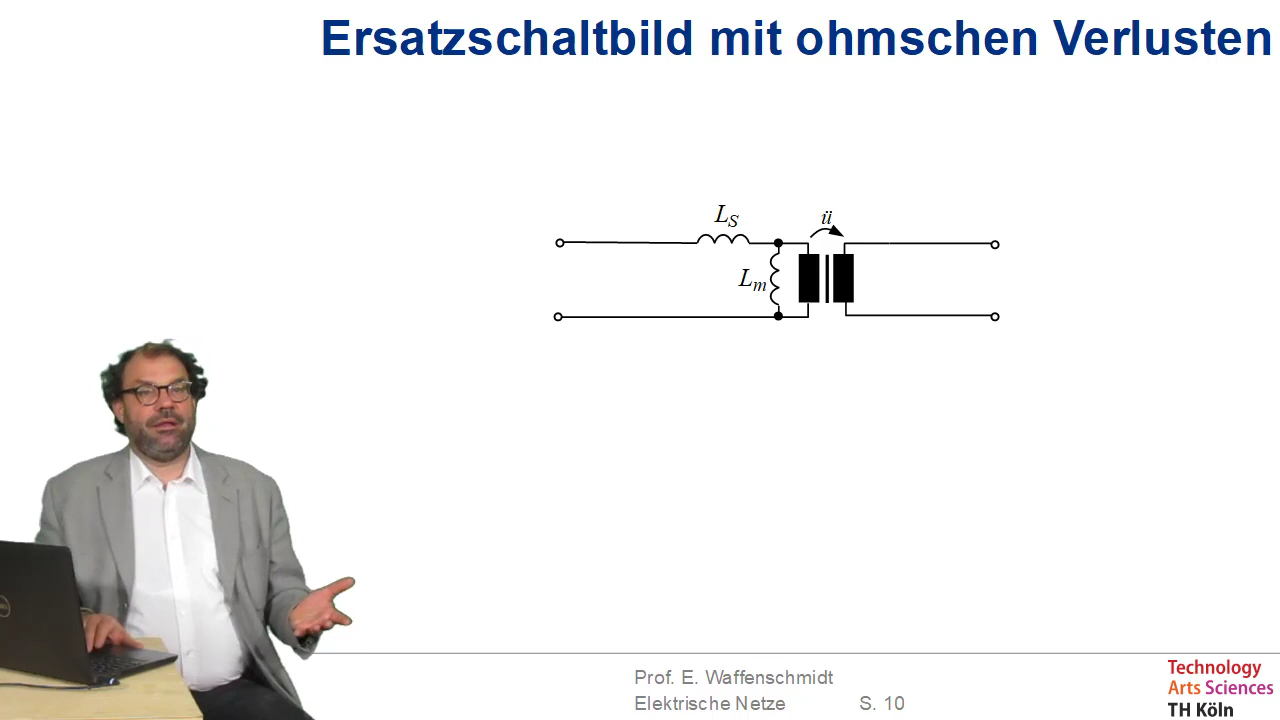 Ersatzschaltbild mit ohmschen Verlusten
L_S
ü
L_m
Prof. E. Waffenschmidt
Elektrische Netze S. 10
Technology
Arts Sciences
TH Köln